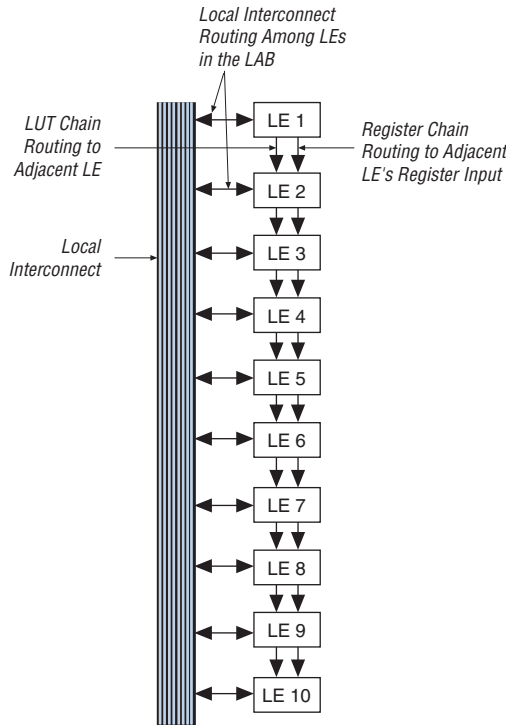 Local Interconnect
Routing Among LEs
in the LAB
LUT Chain
Routing to
Adjacent LE
Register Chain
Routing to Adjacent
LE's Register Input
Local
Interconnect
LE 1
LE 2
LE 3
LE 4
LE 5
LE 6
LE 7
LE 8
LE 9
LE 10